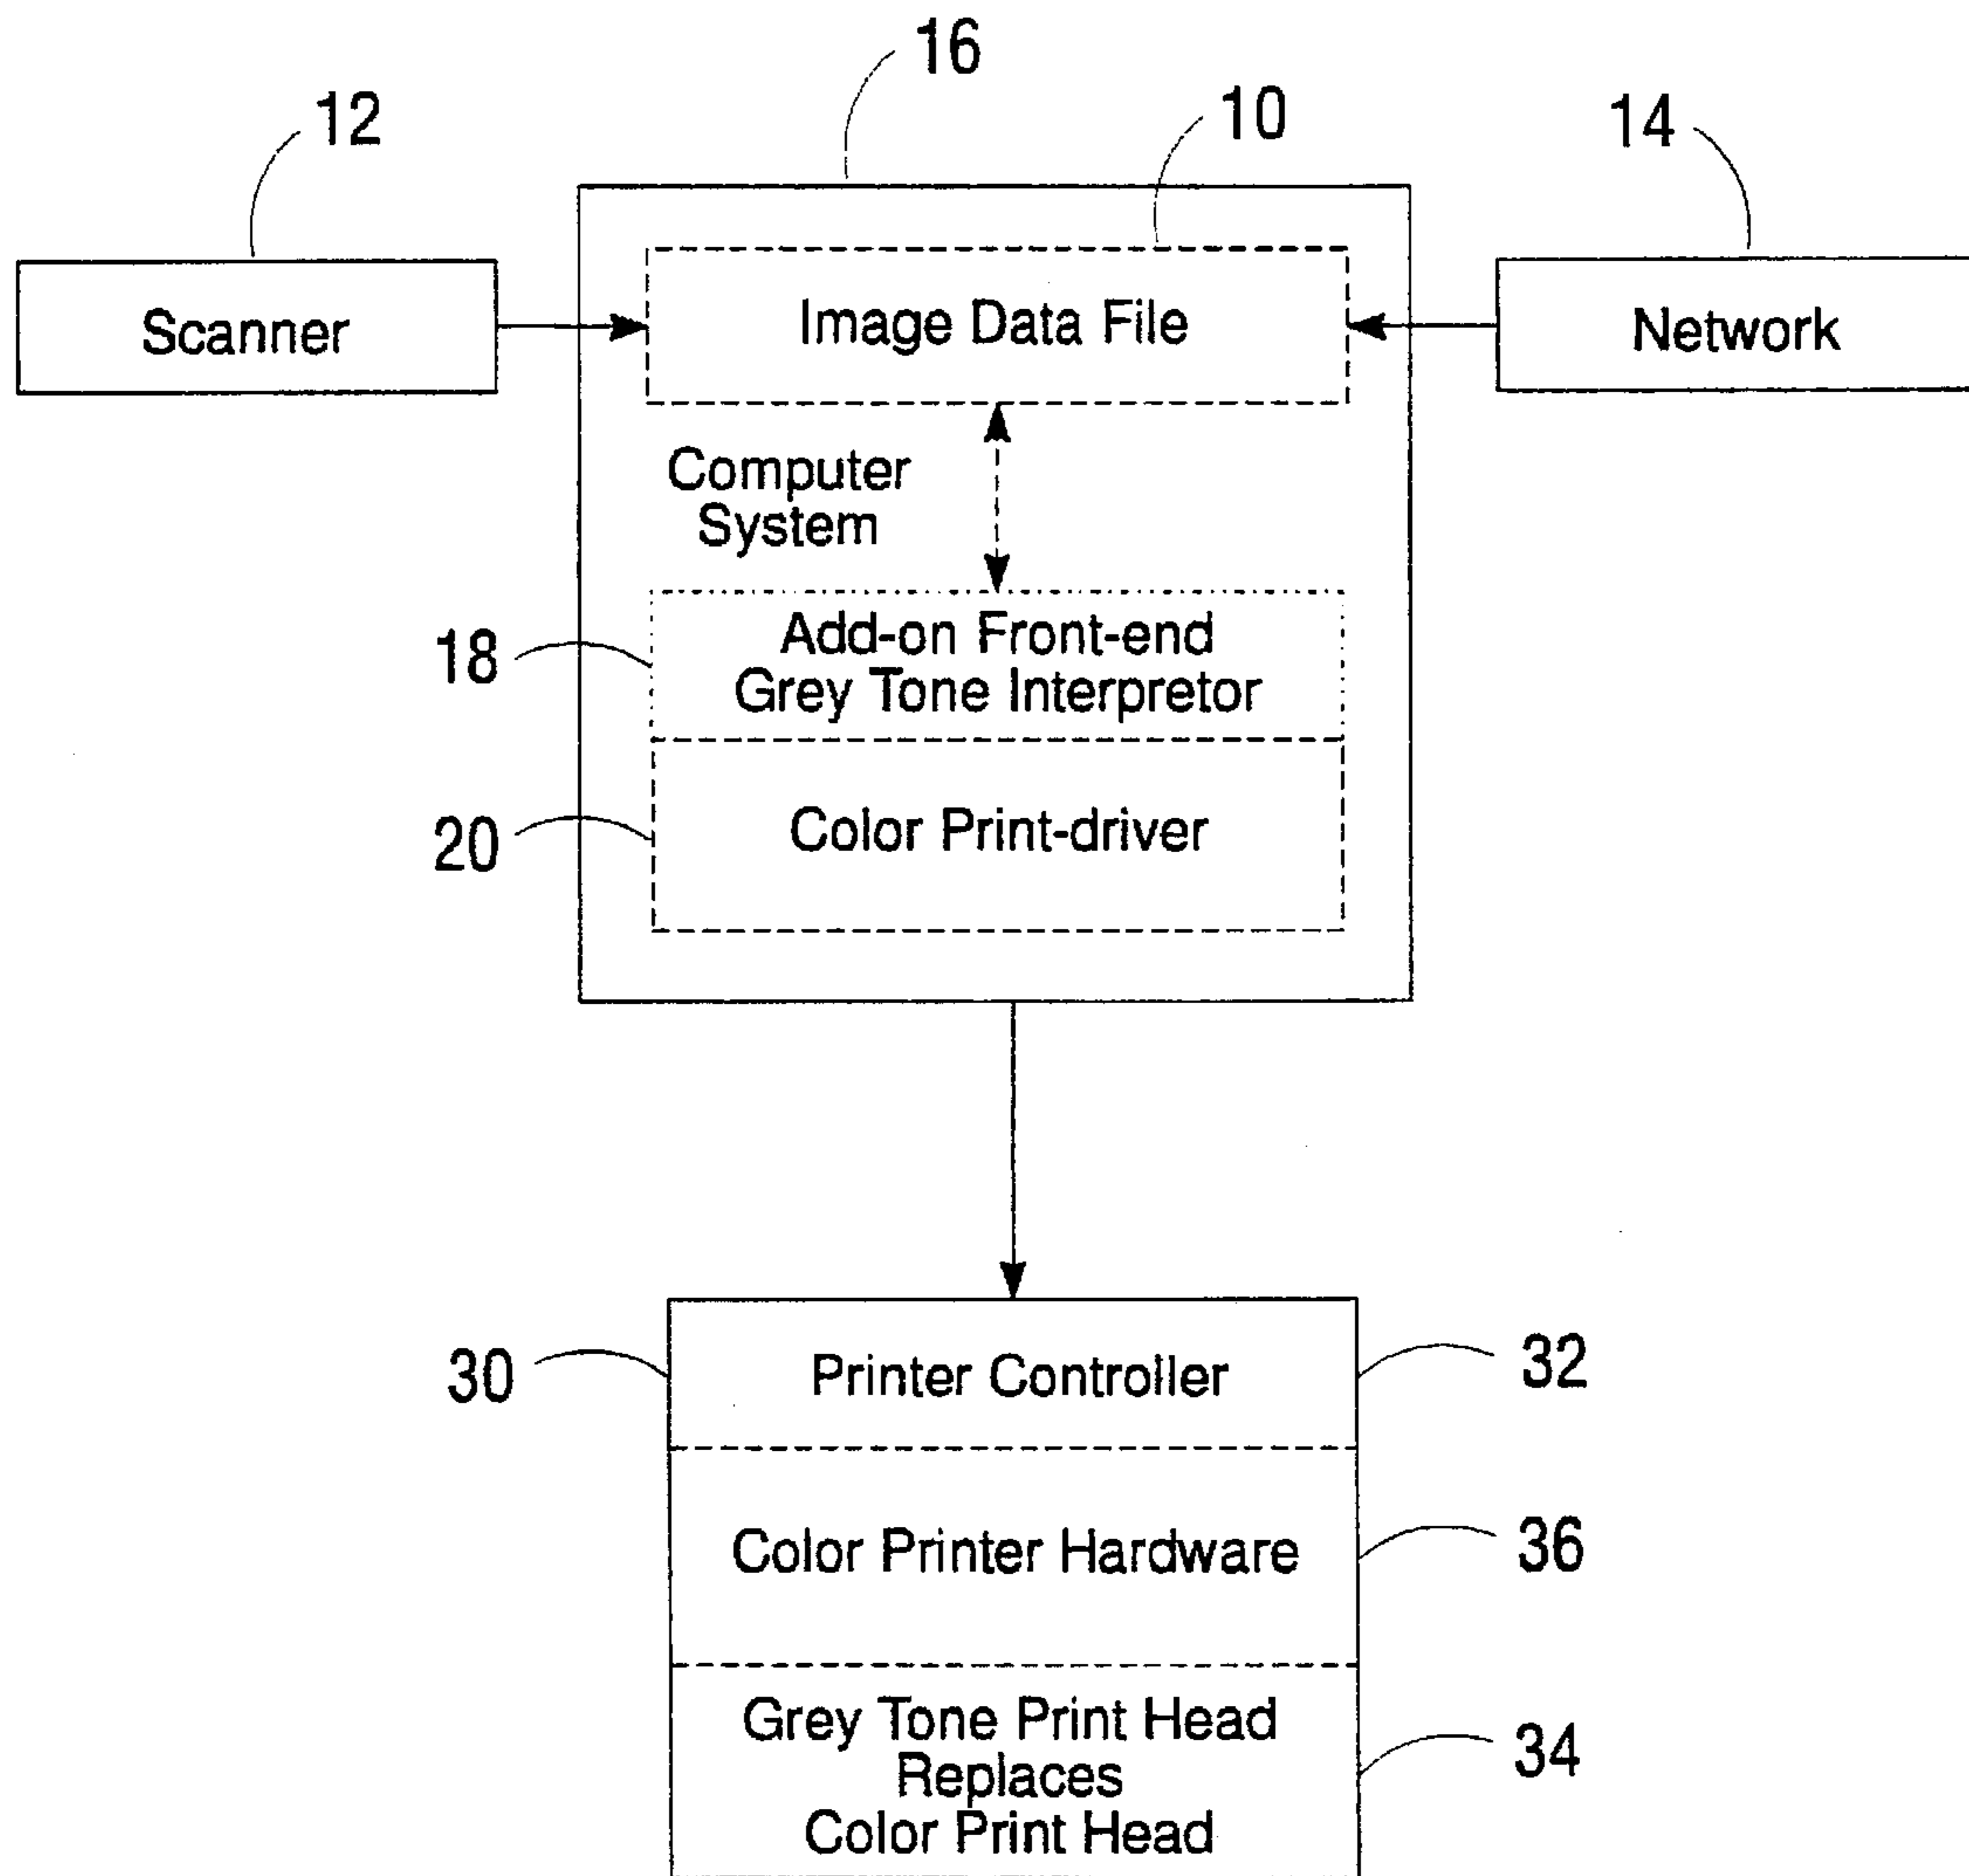 16
12
10
14
Scanner
Image Data File
Network
Computer
System
18
Add-on Front-end
Grey Tone Interpretor
20
Color Print-driver
30
Printer Controller
32
Color Printer Hardware
36
Grey Tone Print Head
Replaces
34
Color Print Head